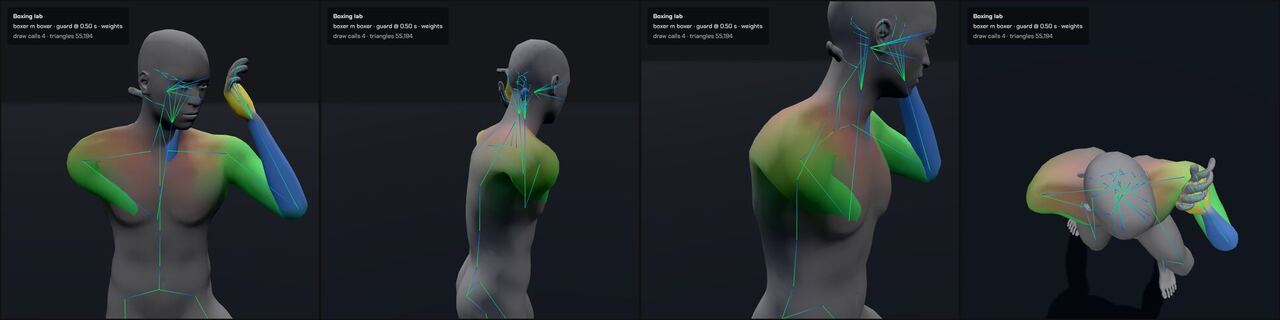 Boxing lab
boxer m boxer · guard @ 0.50 s · weights
draw calls 4 · triangles 55,194
Boxing lab
boxer m boxer · guard @ 0.50 s · weights
draw calls 4 · triangles 55,194
Boxing lab
boxer m boxer · guard @ 0.50 s · weights
draw calls 4 · triangles 55,194
Boxing lab
boxer m boxer · guard @ 0.50 s · weights
draw calls 4 · triangles 55,194